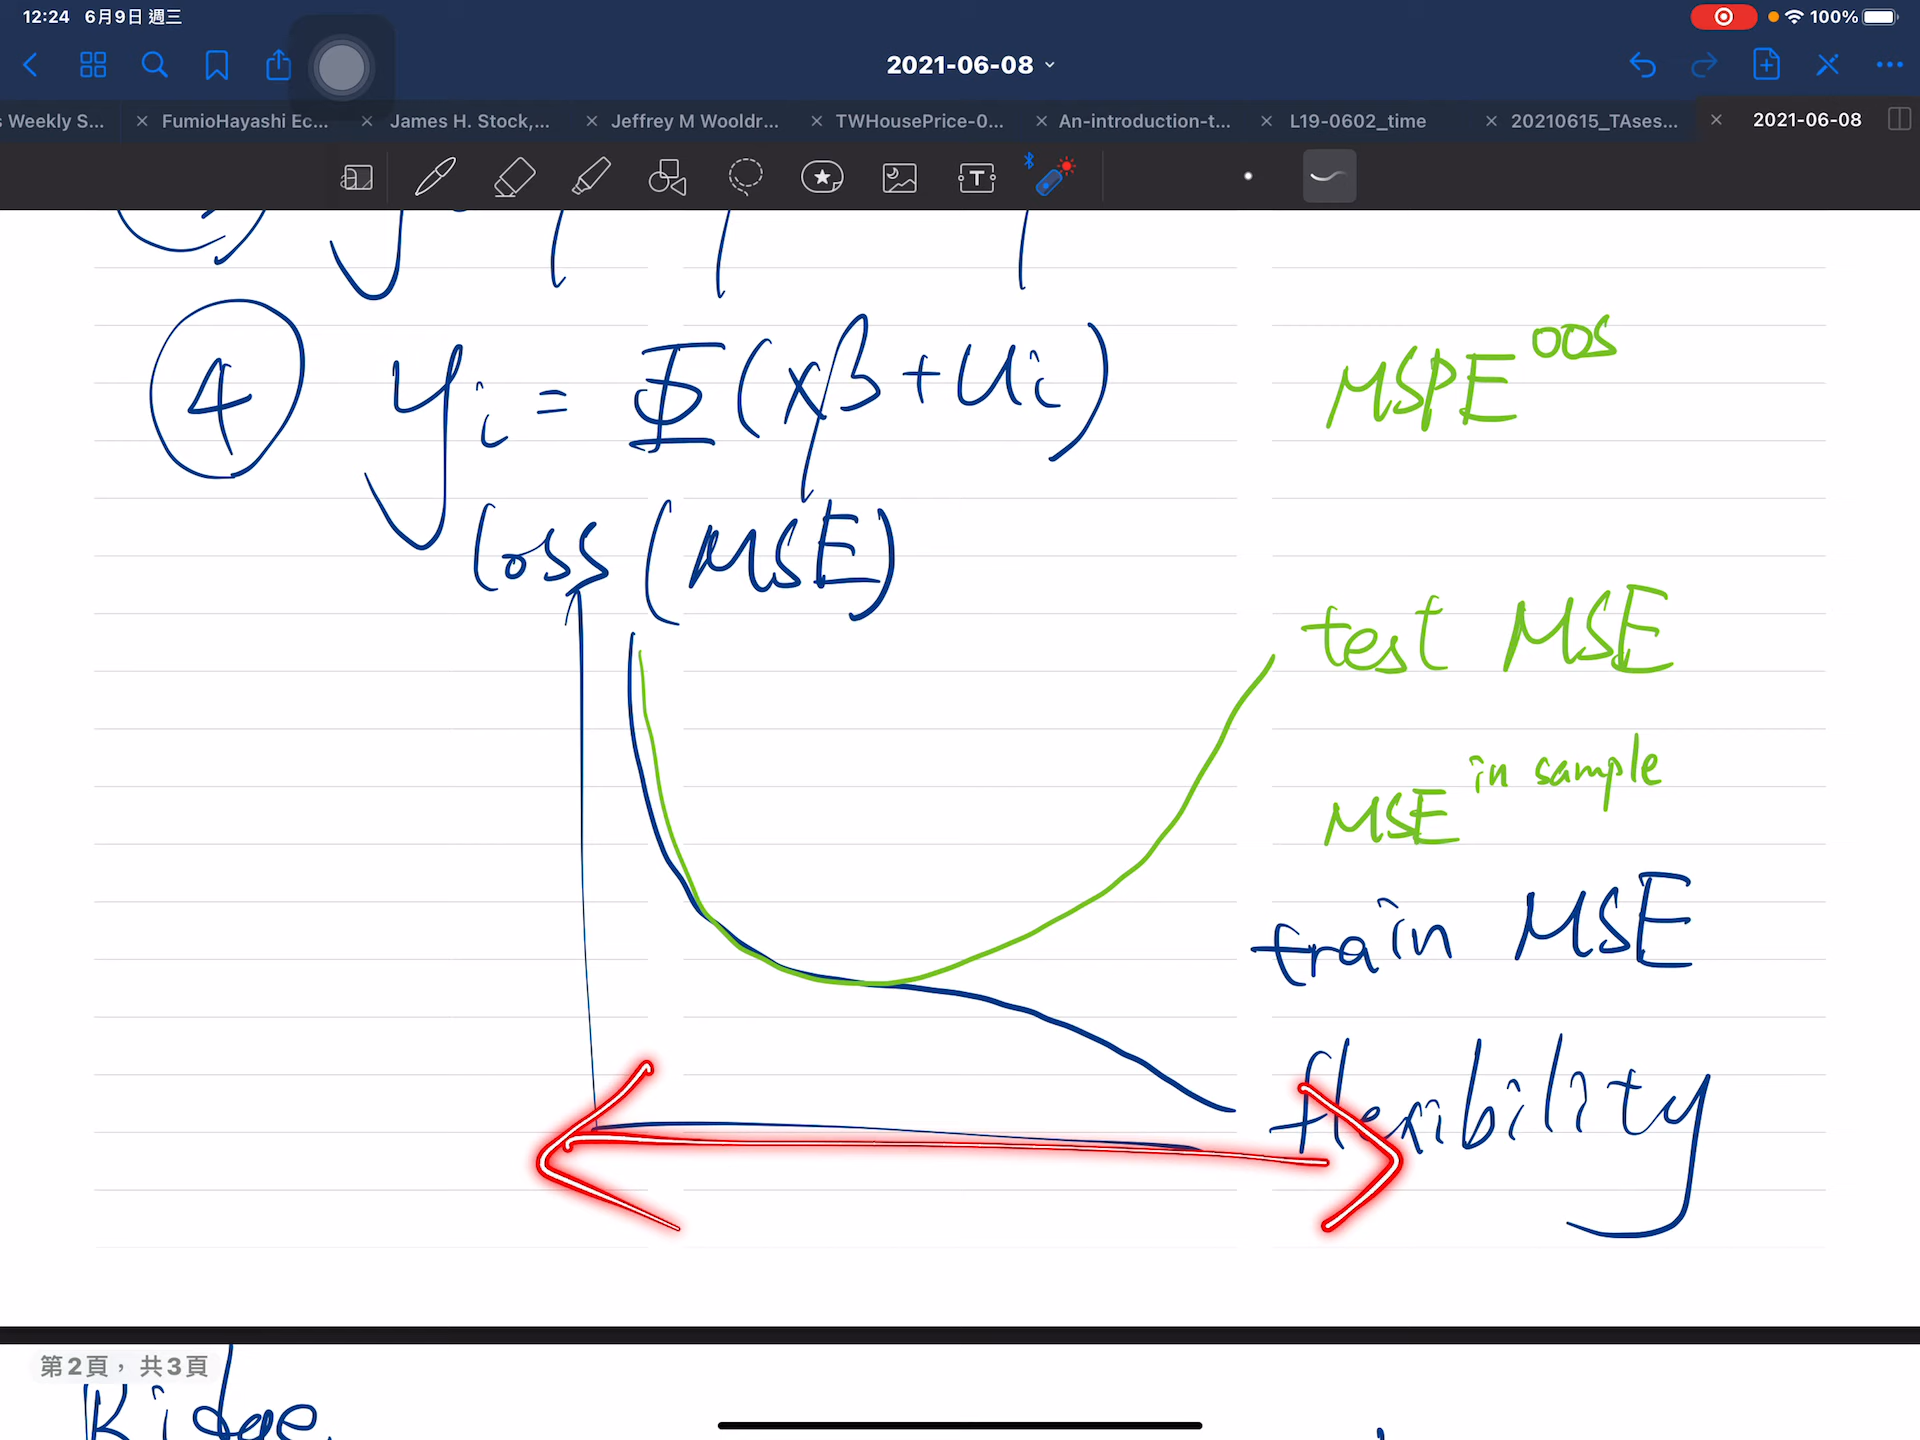 12:24 6月9日 週三
100%
2021-06-08
s Weekly S...
FumioHayashi Ec...
James H. Stock,...
Jeffrey M Wooldr...
TWHousePrice-0...
An-introduction-t...
L19-0602_time
20210615_TAses...
2021-06-08
④ yi = Φ(xβ+ui)
MSPE^oos
loss (MSE)
test MSE
MSE^in sample
train MSE
flexibility
第2頁，共3頁
Ridge